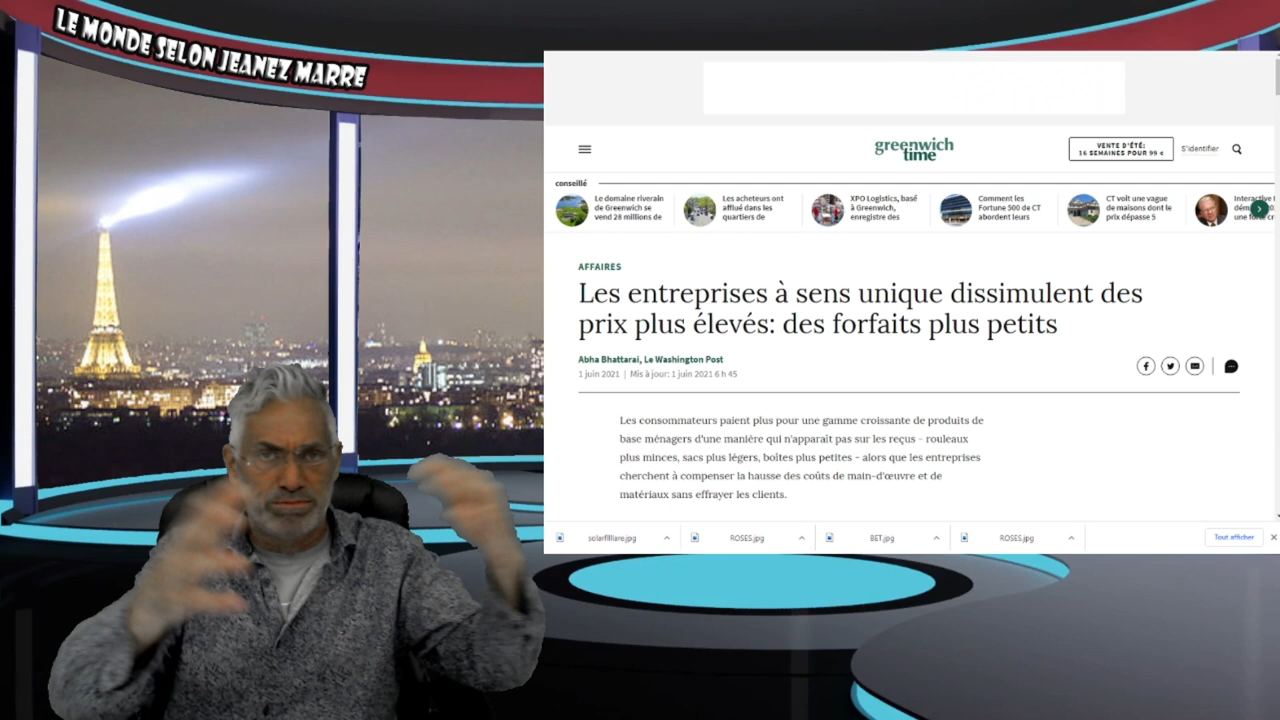 LE MONDE SELON JEANEZ MARRE
greenwich
time
VENTE D'ÉTÉ:
16 SEMAINES POUR 99 ¢
S'identifier
conseillé
Le domaine riverain
de Greenwich se
vend 28 millions de
Les acheteurs ont
afflué dans les
quartiers de
XPO Logistics, basé
à Greenwich,
enregistre des
Comment les
Fortune 500 de CT
abordent leurs
CT voit une vague
de maisons dont le
prix dépasse 5
Interactive
une
AFFAIRES
Les entreprises à sens unique dissimulent des
prix plus élevés: des forfaits plus petits
Abha Bhattarai, Le Washington Post
1 juin 2021 | Mis à jour: 1 juin 2021 6 h 45
Les consommateurs paient plus pour une gamme croissante de produits de
base ménagers d'une manière qui n'apparaît pas sur les reçus - rouleaux
plus minces, sacs plus légers, boîtes plus petites - alors que les entreprises
cherchent à compenser la hausse des coûts de main-d'œuvre et de
matériaux sans effrayer les clients.
solarfilliare.jpg
ROSES.jpg
BET.jpg
ROSES.jpg
Tout afficher